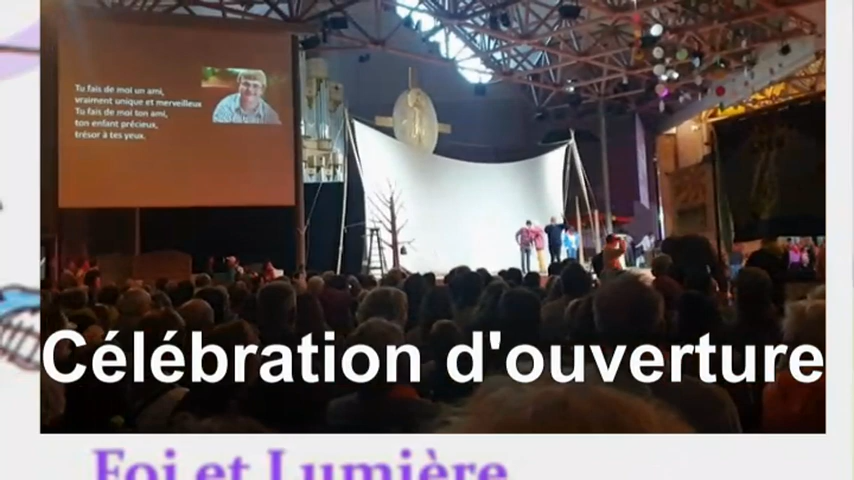 Tu fais de moi un ami,
vraiment unique et merveilleux
Tu fais de moi ton ami,
ton enfant précieux,
trésor à tes yeux.
Célébration d'ouverture
Foi et Lumière